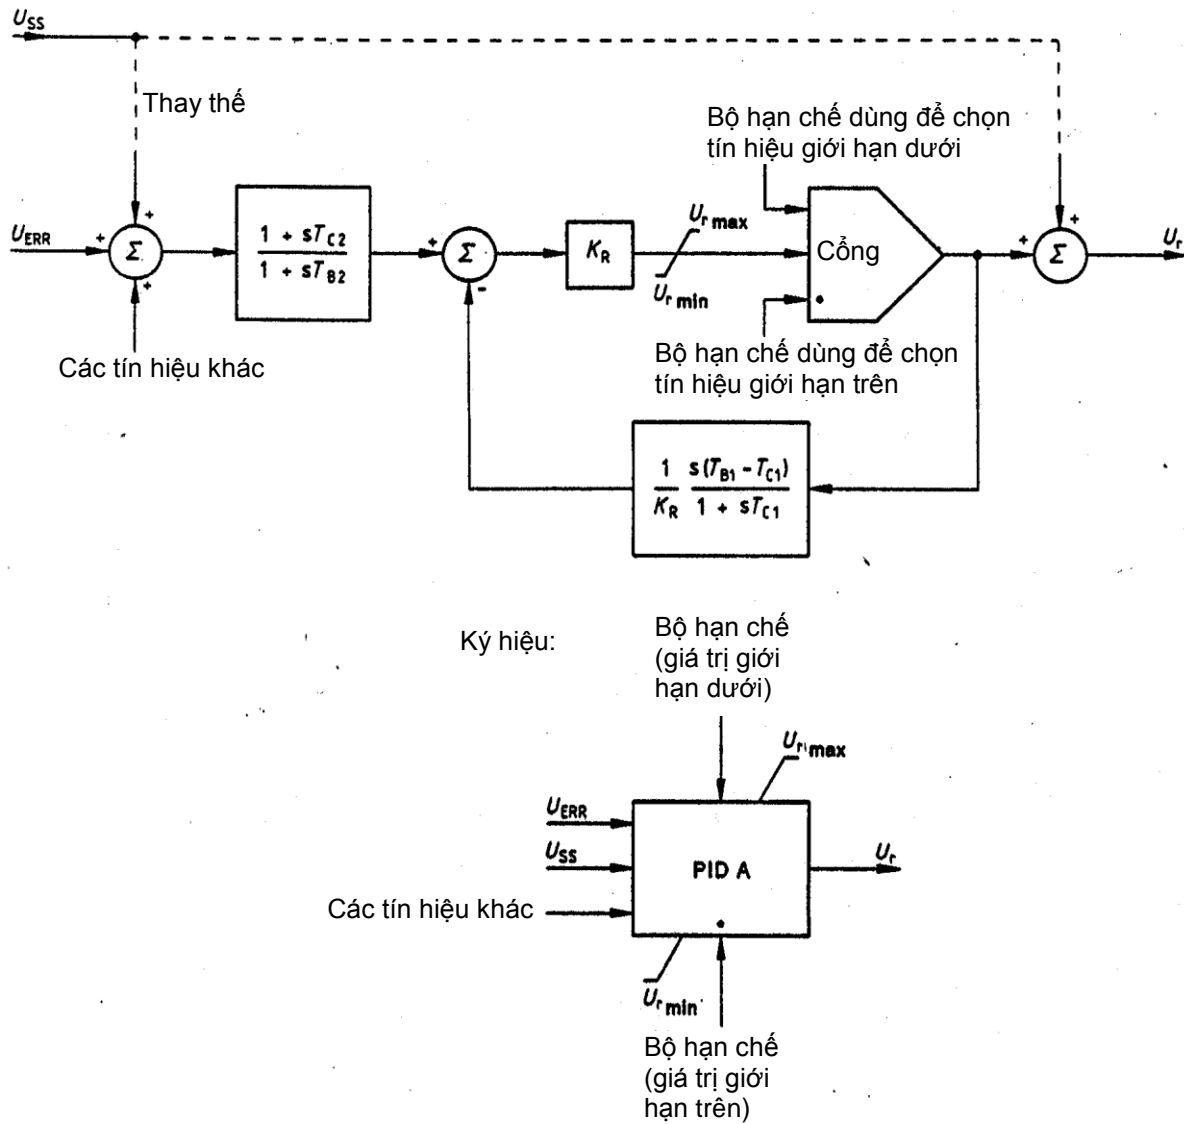 U_SS
Thay thế
Bộ hạn chế dùng để chọn
tín hiệu giới hạn dưới
U_ERR
+
+
Σ
+
1 + sT_C2
1 + sT_B2
+
Σ
-
K_R
U_r max
U_r min
Cổng
+
+
Σ
U_r
Các tín hiệu khác
Bộ hạn chế dùng để chọn
tín hiệu giới hạn trên
1 s(T_B1 - T_C1)
K_R 1 + sT_C1
Ký hiệu:
Bộ hạn chế
(giá trị giới
hạn dưới)
U_r max
U_ERR
U_SS
PID A
U_r
Các tín hiệu khác
U_r min
Bộ hạn chế
(giá trị giới
hạn trên)